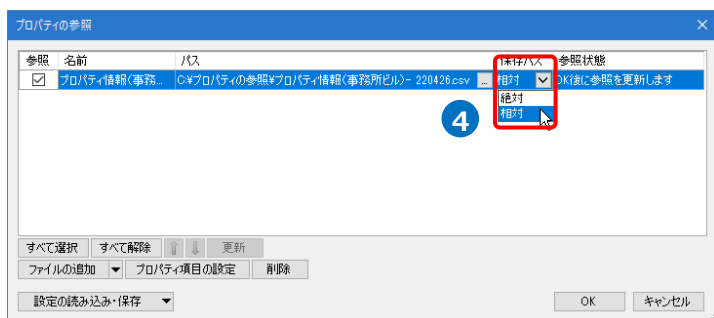 プロパティの参照
参照 名前 パス 保存パス 参照状態
プロパティ情報(事務... C:¥プロパティの参照¥プロパティ情報(事務所ビル)- 220426.csv ... 相対 OK後に参照を更新します
絶対
相対
4
すべて選択 すべて解除 ⇧ ⇩ 更新
ファイルの追加 ▼ プロパティ項目の設定 削除
設定の読み込み・保存 ▼ OK キャンセル